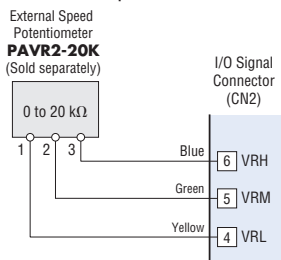 External Speed
Potentiometer
PAVR2-20K
(Sold separately)
I/O Signal
Connector
(CN2)
0 to 20 kΩ
1 2 3
Blue
6 VRH
Green
5 VRM
Yellow
4 VRL